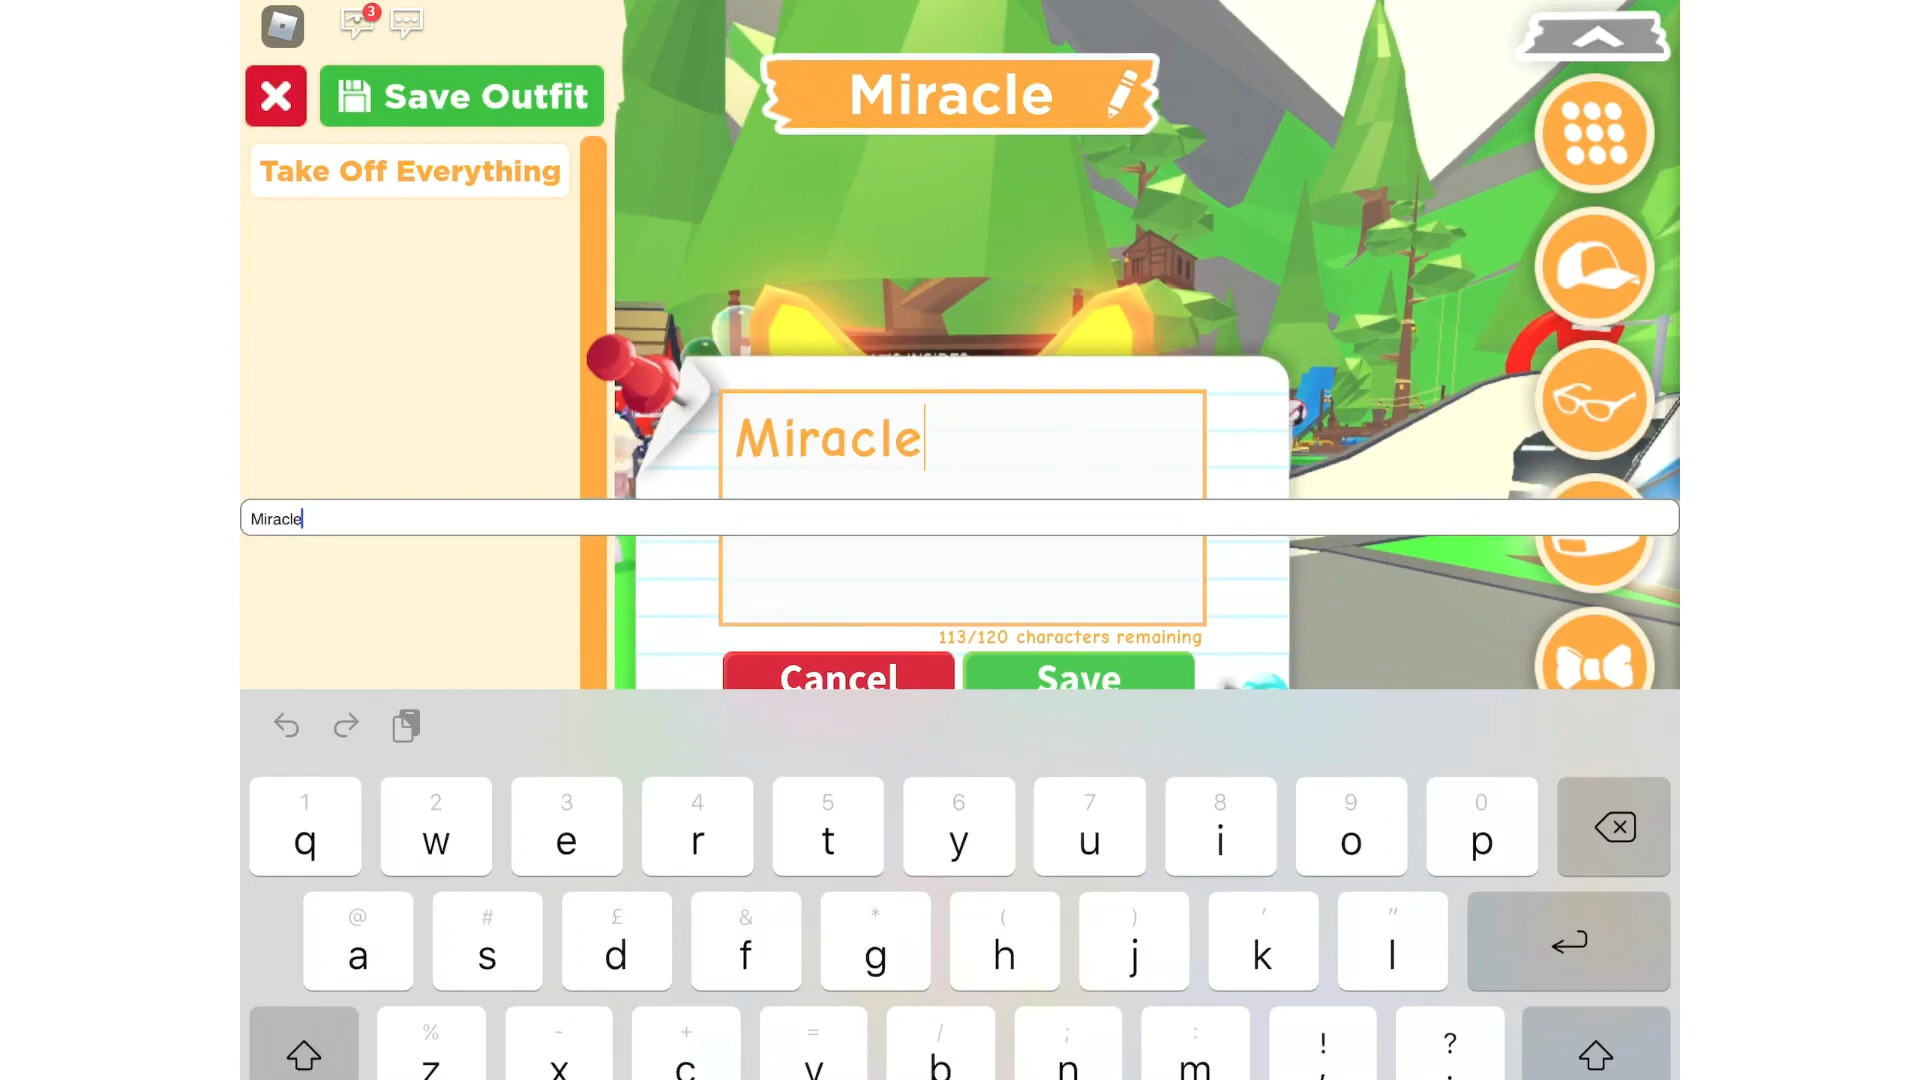 3
Save Outfit
Miracle
Take Off Everything
Miracle
Miracle
113/120 characters remaining
Cancel
Save
1 2 3 4 5 6 7 8 9 0
q w e r t y u i o p
@ # £ & * ( ) ' "
a s d f g h j k l
% - + = / ; : ! ?
z x c v b n m , .